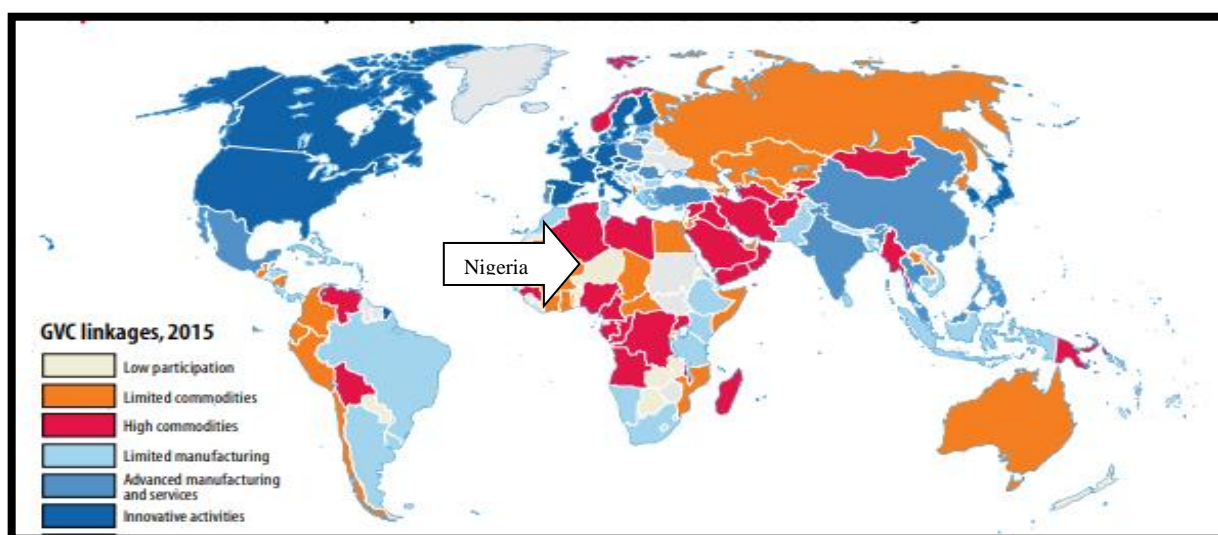 Nigeria
GVC linkages, 2015
Low participation
Limited commodities
High commodities
Limited manufacturing
Advanced manufacturing
and services
Innovative activities